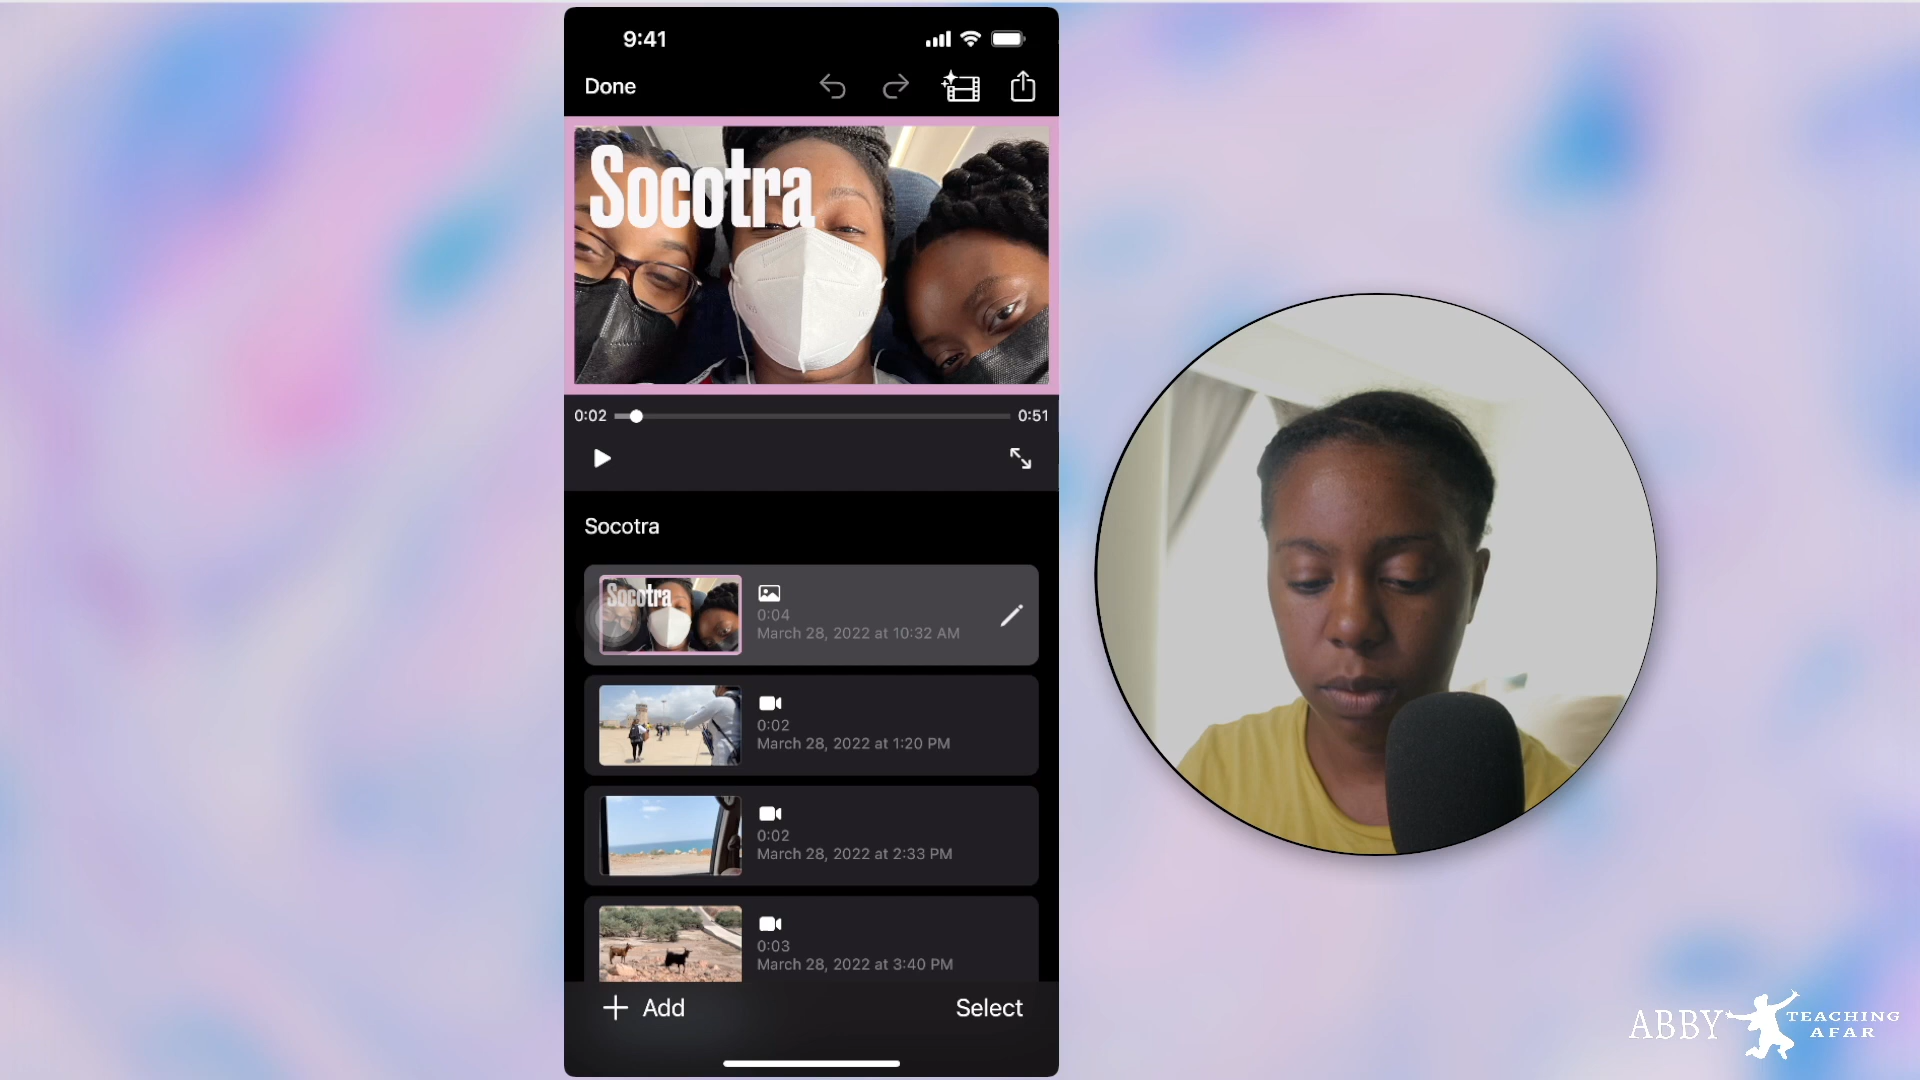 9:41
Done
Socotra
0:02
0:51
Socotra
Socotra
0:04
March 28, 2022 at 10:32 AM
0:02
March 28, 2022 at 1:20 PM
0:02
March 28, 2022 at 2:33 PM
0:03
March 28, 2022 at 3:40 PM
Add
Select
ABBY TEACHING
AFAR